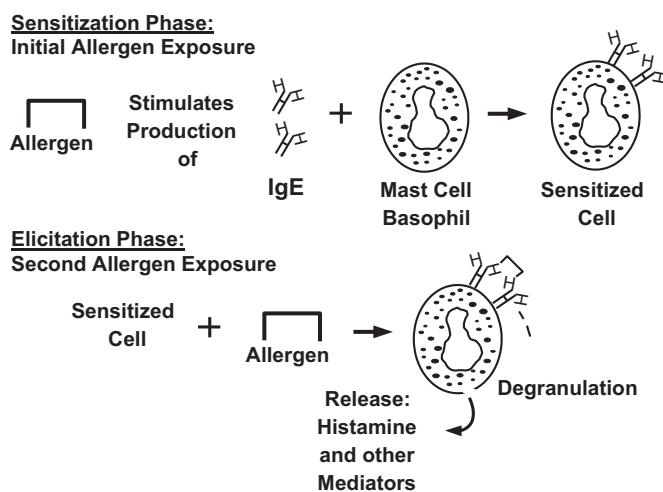 Sensitization Phase:
Initial Allergen Exposure
Allergen
Stimulates
Production
of
IgE
+
Mast Cell
Basophil
Sensitized
Cell
Elicitation Phase:
Second Allergen Exposure
Sensitized
Cell
+
Allergen
Degranulation
Release:
Histamine
and other
Mediators